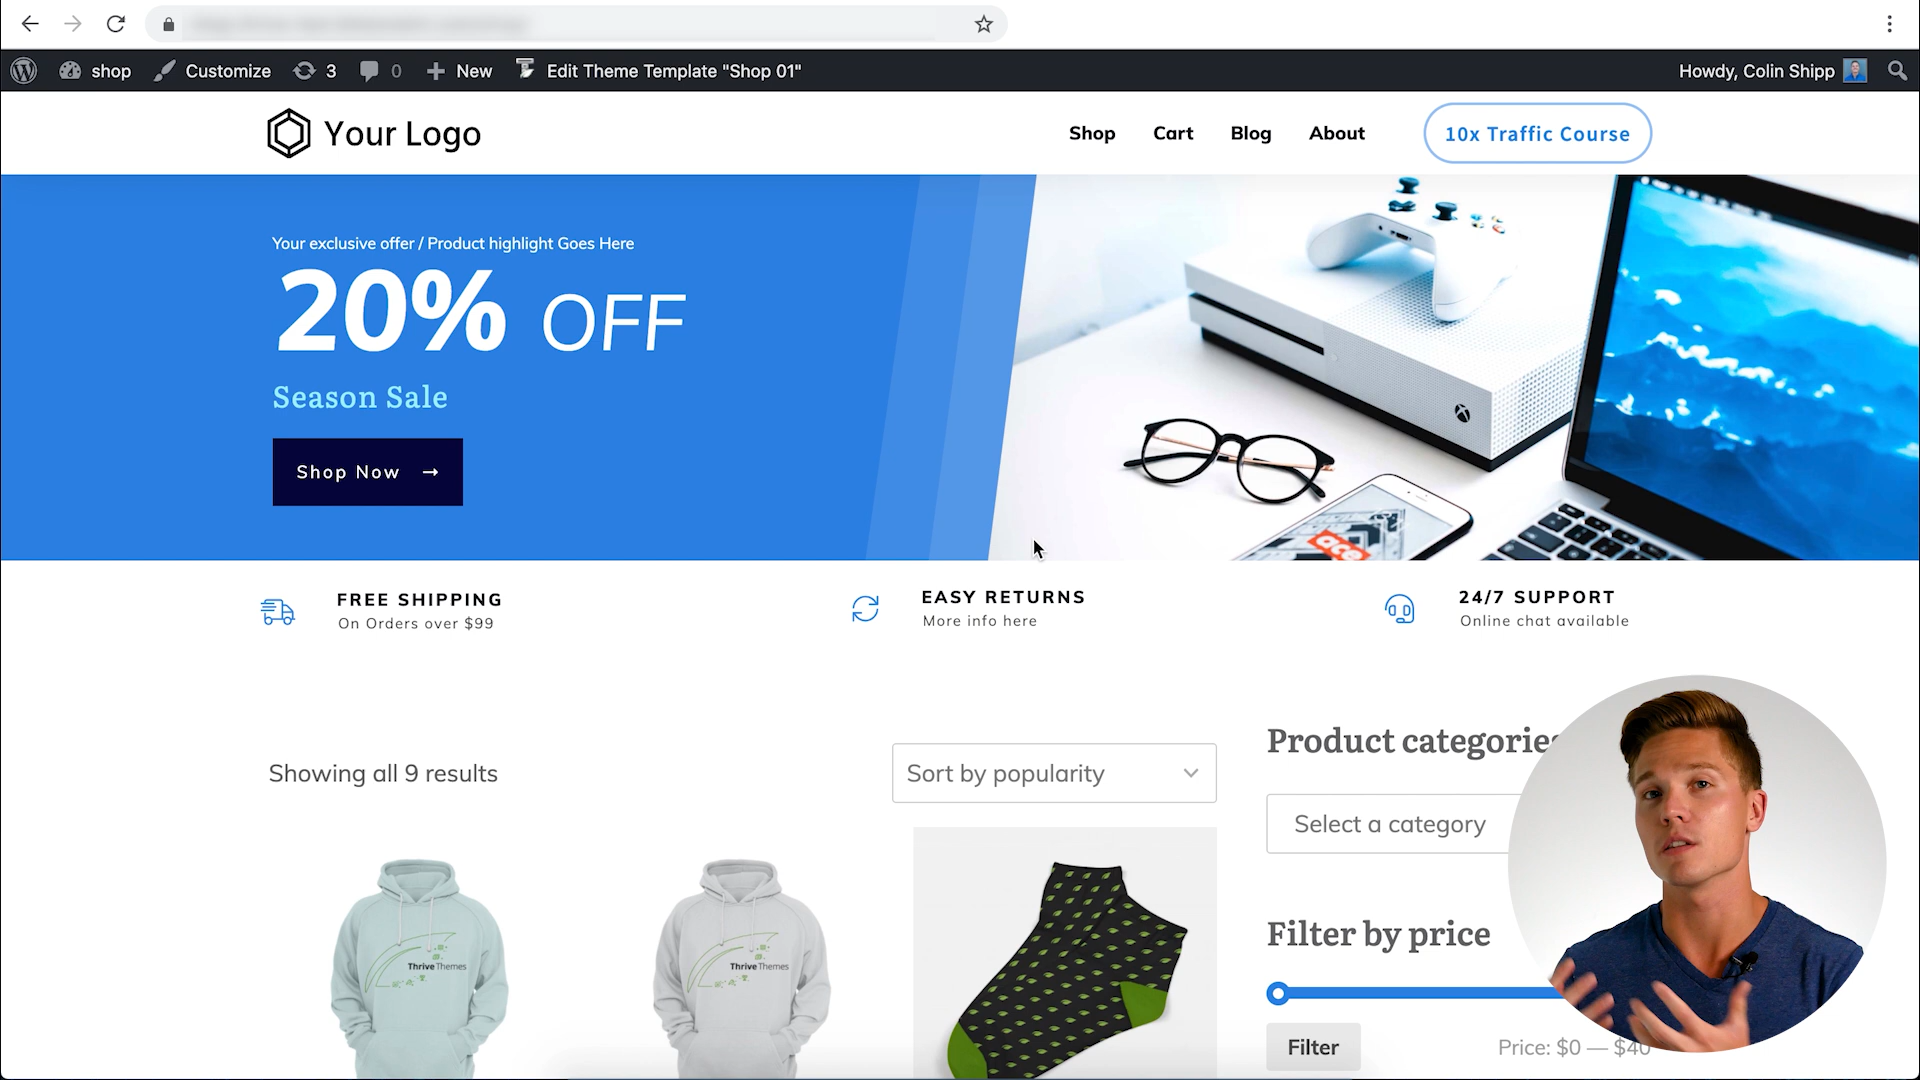 shop
Customize
3
0
New
Edit Theme Template "Shop 01"
Howdy, Colin Shipp
Your Logo
Shop
Cart
Blog
About
10x Traffic Course
Your exclusive offer / Product highlight Goes Here
20% OFF
Season Sale
Shop Now →
ace
FREE SHIPPING
On Orders over $99
EASY RETURNS
More info here
24/7 SUPPORT
Online chat available
Showing all 9 results
Sort by popularity
Product categories
Select a category
Filter by price
Filter
Price: $0 — $40
Thrive Themes
Thrive Themes